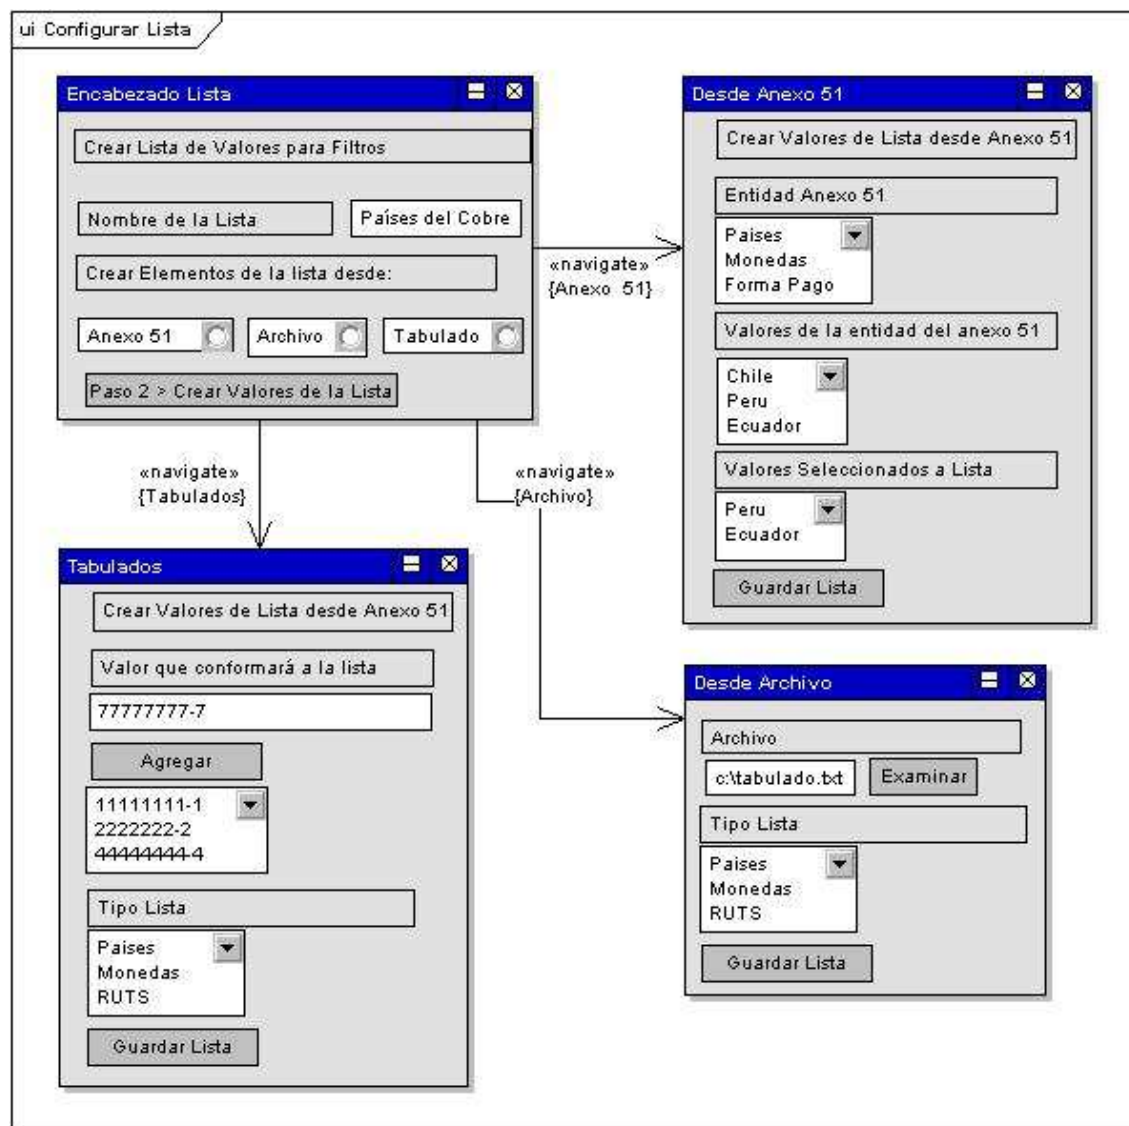 ui Configurar Lista
Encabezado Lista
Crear Lista de Valores para Filtros
Nombre de la Lista
Países del Cobre
Crear Elementos de la lista desde:
Anexo 51
Archivo
Tabulado
Paso 2 > Crear Valores de la Lista
«navigate»
{Anexo 51}
Desde Anexo 51
Crear Valores de Lista desde Anexo 51
Entidad Anexo 51
Paises
Monedas
Forma Pago
Valores de la entidad del anexo 51
Chile
Peru
Ecuador
Valores Seleccionados a Lista
Peru
Ecuador
Guardar Lista
«navigate»
{Tabulados}
«navigate»
{Archivo}
Tabulados
Crear Valores de Lista desde Anexo 51
Valor que conformará a la lista
77777777-7
Agregar
11111111-1
2222222-2
44444444-4
Tipo Lista
Paises
Monedas
RUTS
Guardar Lista
Desde Archivo
Archivo
c:\tabulado.txt
Examinar
Tipo Lista
Paises
Monedas
RUTS
Guardar Lista